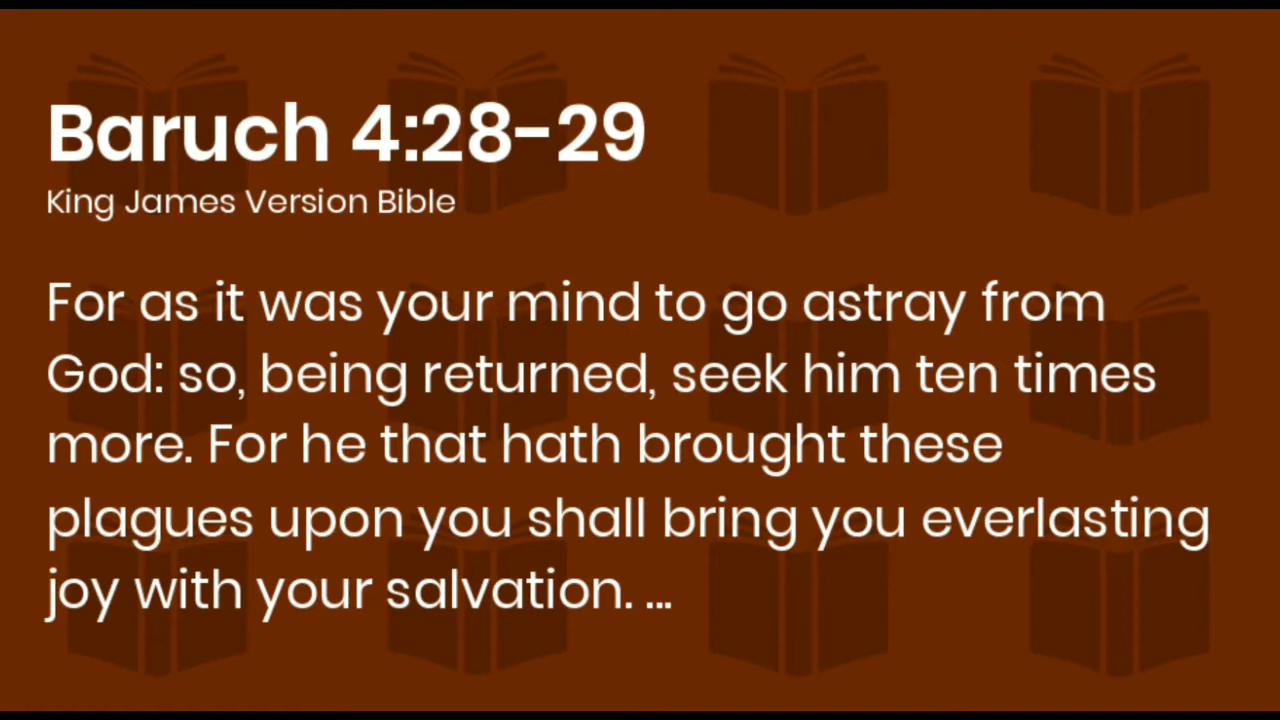 Baruch 4:28-29
King James Version Bible
For as it was your mind to go astray from
God: so, being returned, seek him ten times
more. For he that hath brought these
plagues upon you shall bring you everlasting
joy with your salvation. ...